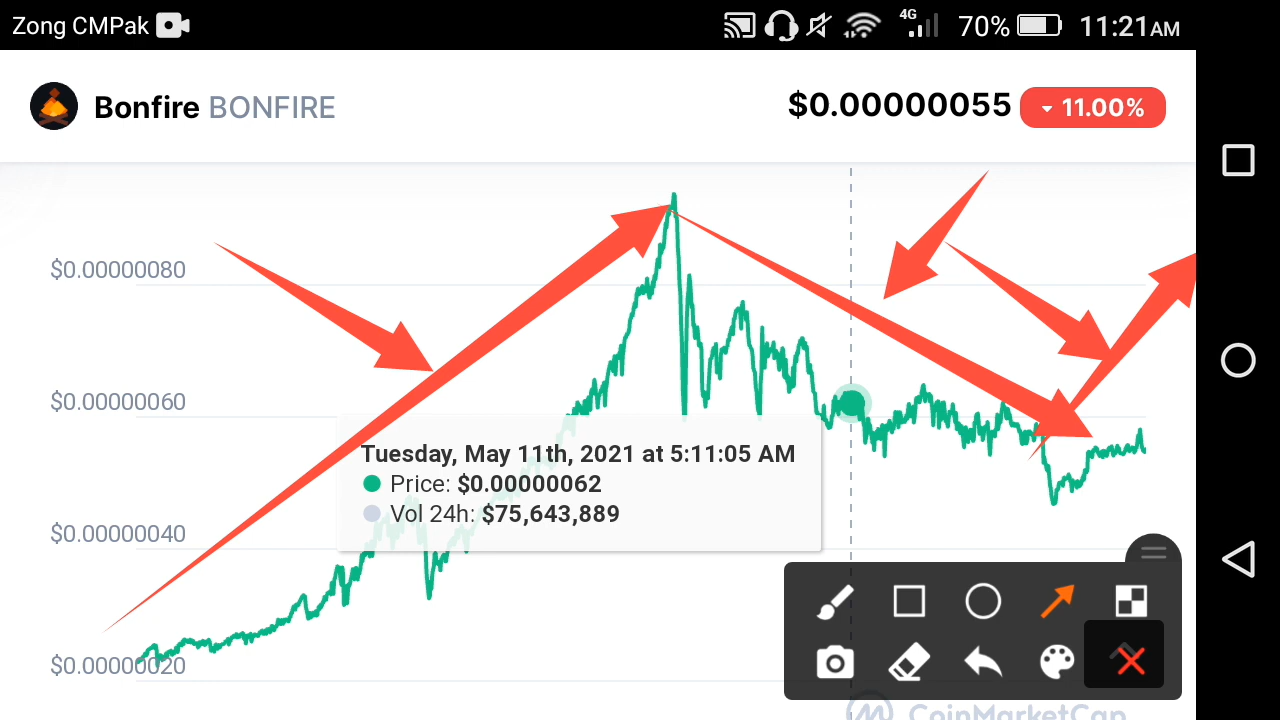 Zong CMPak
4G
70%
11:21AM
Bonfire BONFIRE
$0.00000055
11.00%
$0.00000080
$0.00000060
Tuesday, May 11th, 2021 at 5:11:05 AM
Price: $0.00000062
Vol 24h: $75,643,889
$0.00000040
$0.00000020
CoinMarketCap